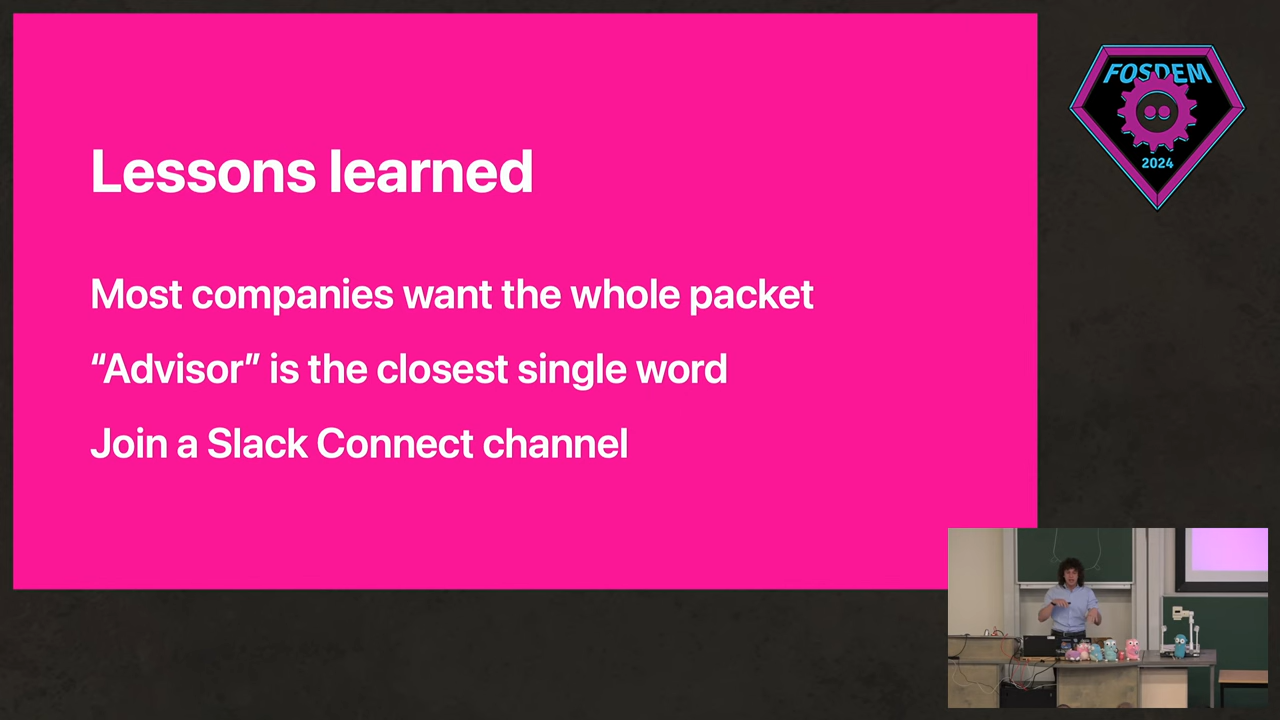 Lessons learned
Most companies want the whole packet
“Advisor” is the closest single word
Join a Slack Connect channel
FOSDEM
2024